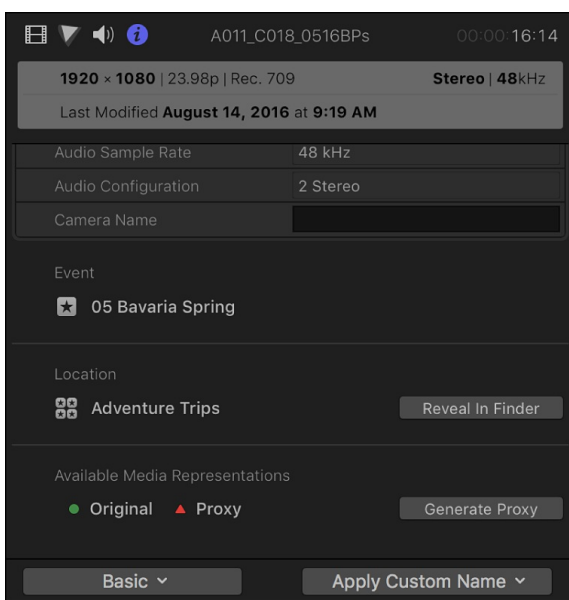 A011_C018_0516BPs 00:00:16:14
1920 × 1080 | 23.98p | Rec. 709 Stereo | 48kHz
Last Modified August 14, 2016 at 9:19 AM
Audio Sample Rate 48 kHz
Audio Configuration 2 Stereo
Camera Name
Event
05 Bavaria Spring
Location
Adventure Trips Reveal In Finder
Available Media Representations
Original Proxy Generate Proxy
Basic Apply Custom Name